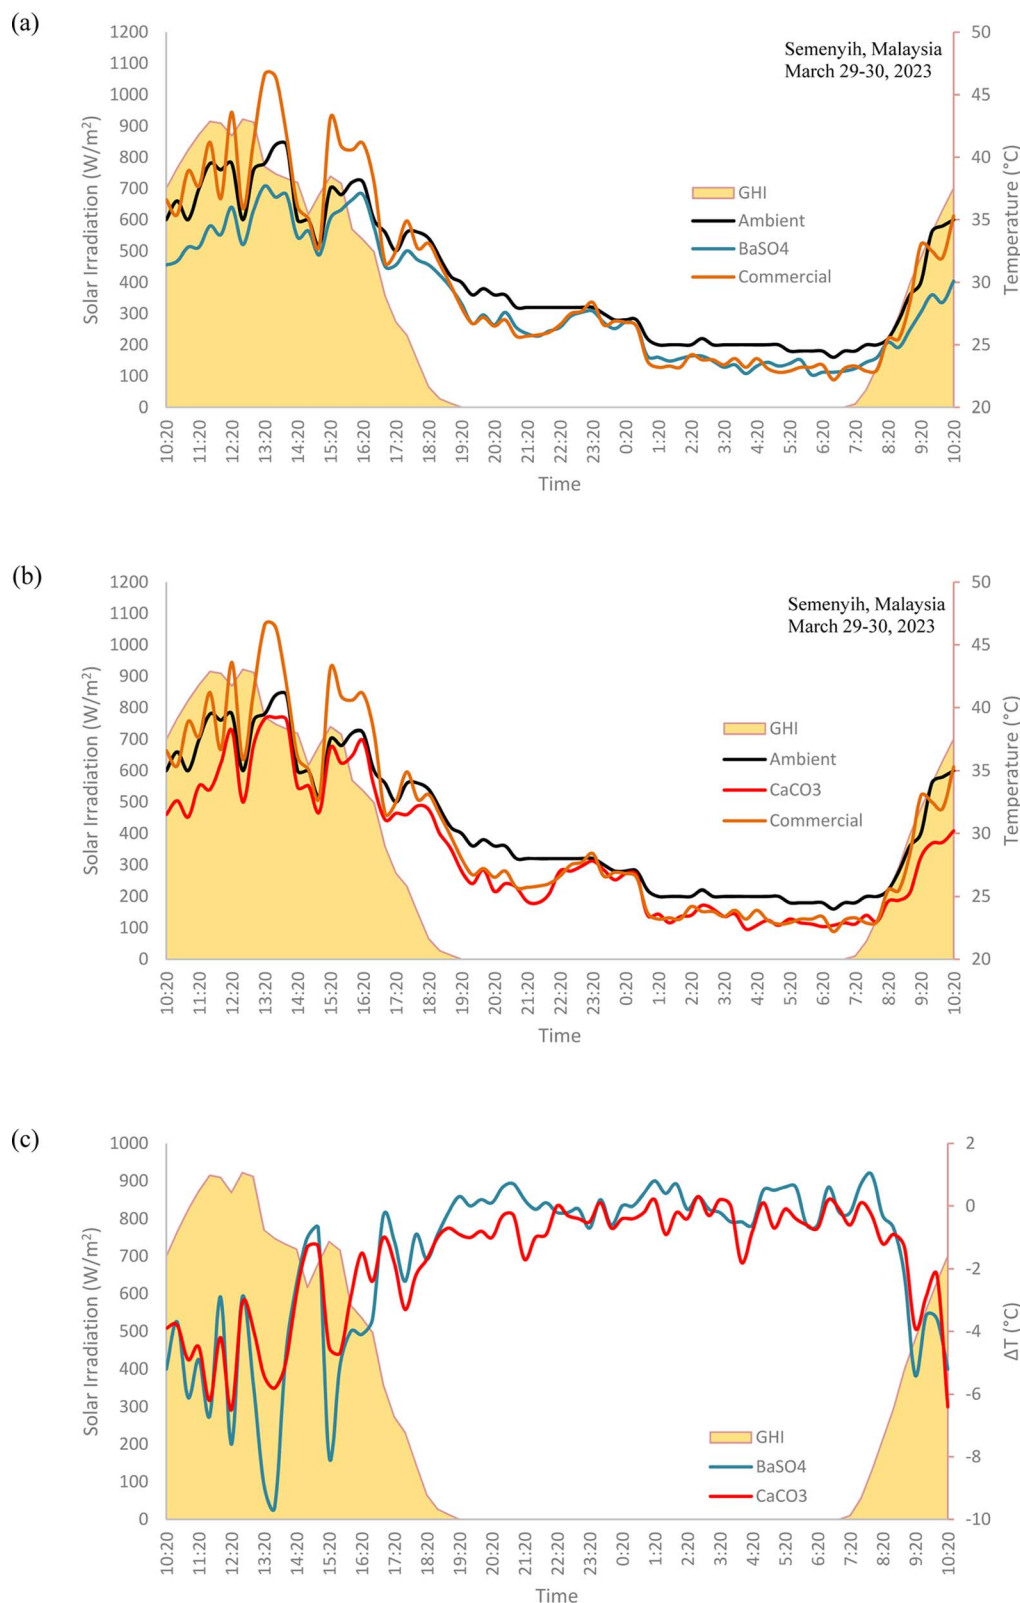 (a)
1200
1100
1000
900
800
700
600
500
400
300
200
100
0
Solar Irradiation (W/m²)
50
45
40
35
30
25
20
Temperature (°C)
Semenyih, Malaysia
March 29-30, 2023
GHI
Ambient
BaSO4
Commercial
10:20 11:20 12:20 13:20 14:20 15:20 16:20 17:20 18:20 19:20 20:20 21:20 22:20 23:20 0:20 1:20 2:20 3:20 4:20 5:20 6:20 7:20 8:20 9:20 10:20
Time
(b)
1200
1100
1000
900
800
700
600
500
400
300
200
100
0
Solar Irradiation (W/m²)
50
45
40
35
30
25
20
Temperature (°C)
Semenyih, Malaysia
March 29-30, 2023
GHI
Ambient
CaCO3
Commercial
10:20 11:20 12:20 13:20 14:20 15:20 16:20 17:20 18:20 19:20 20:20 21:20 22:20 23:20 0:20 1:20 2:20 3:20 4:20 5:20 6:20 7:20 8:20 9:20 10:20
Time
(c)
1000
900
800
700
600
500
400
300
200
100
0
Solar Irradiation (W/m²)
2
0
-2
-4
-6
-8
-10
ΔT (°C)
GHI
BaSO4
CaCO3
10:20 11:20 12:20 13:20 14:20 15:20 16:20 17:20 18:20 19:20 20:20 21:20 22:20 23:20 0:20 1:20 2:20 3:20 4:20 5:20 6:20 7:20 8:20 9:20 10:20
Time